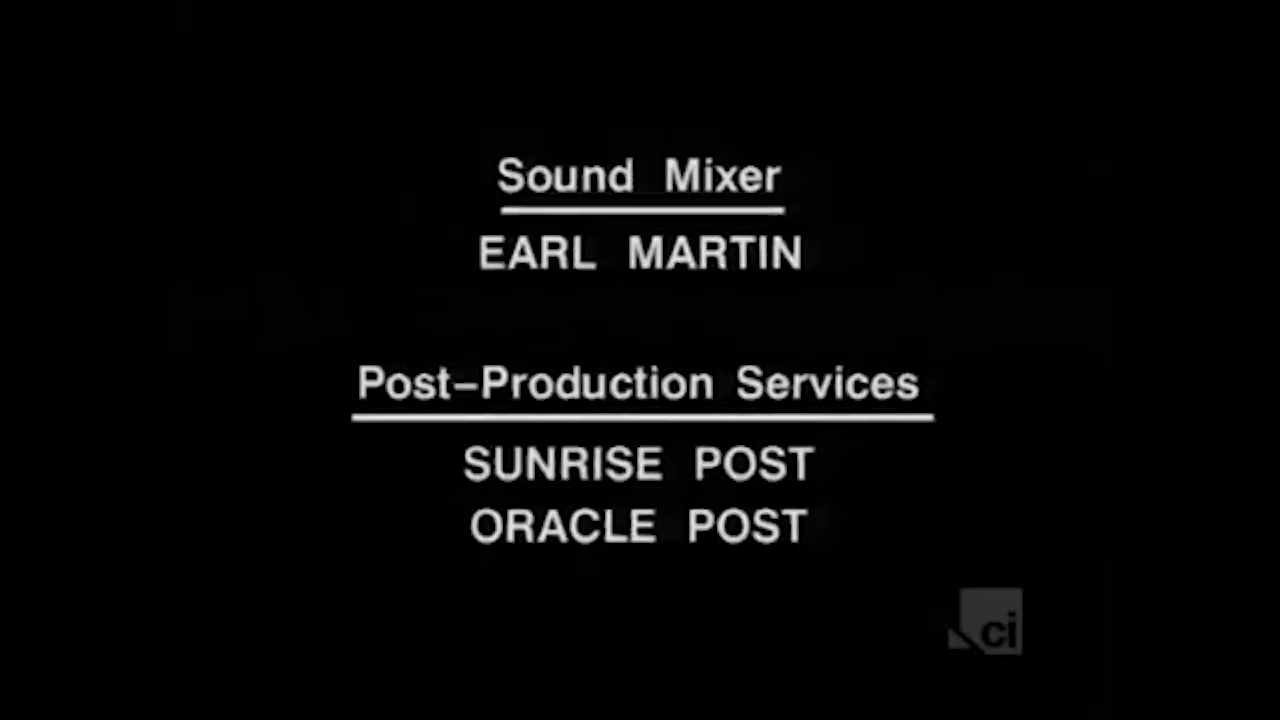 Sound Mixer
EARL MARTIN
Post-Production Services
SUNRISE POST
ORACLE POST
ci